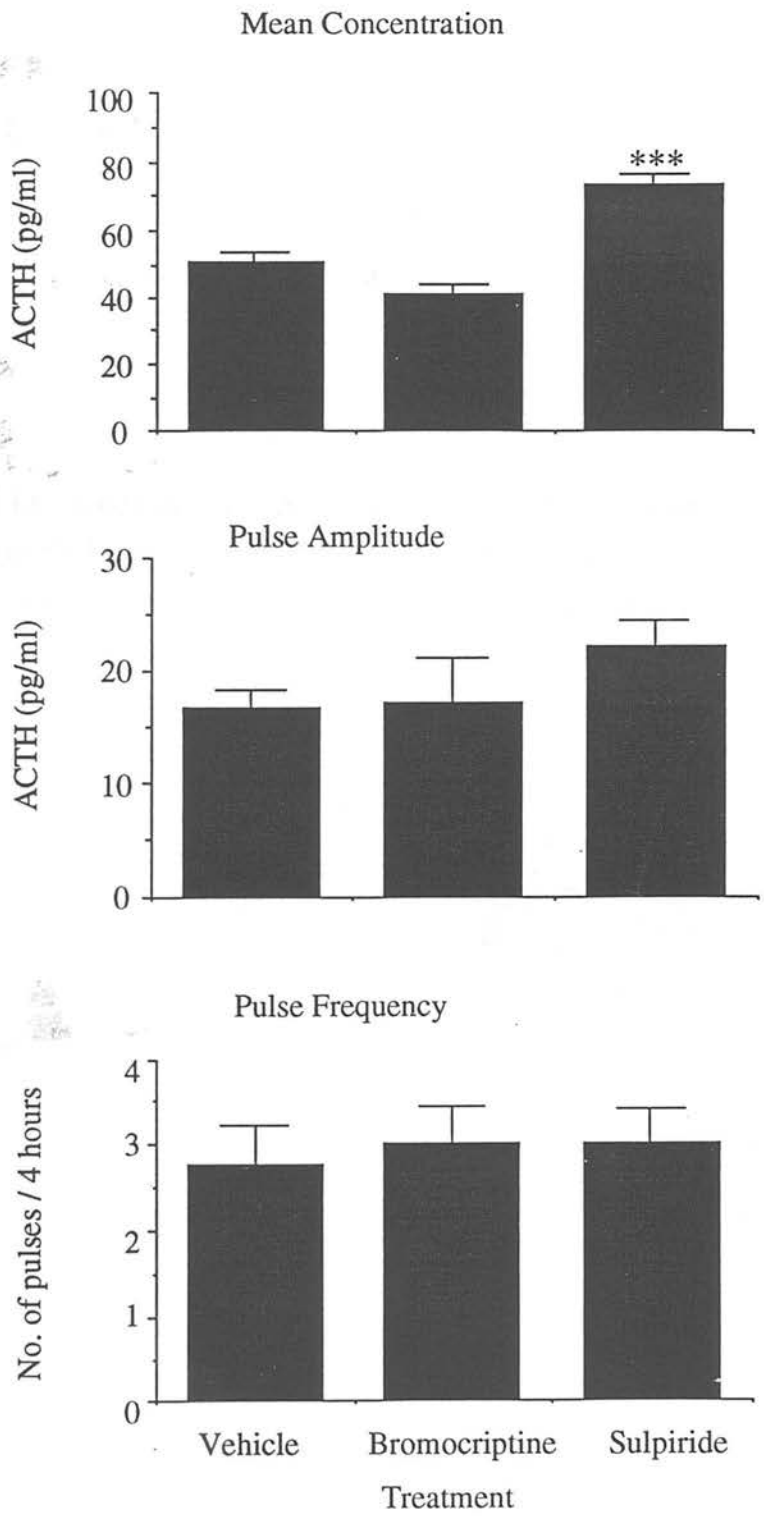 Mean Concentration
100
80
60
40
20
0
ACTH (pg/ml)
***
Pulse Amplitude
30
20
10
0
ACTH (pg/ml)
Pulse Frequency
4
3
2
1
0
No. of pulses / 4 hours
Vehicle Bromocriptine Sulpiride
Treatment